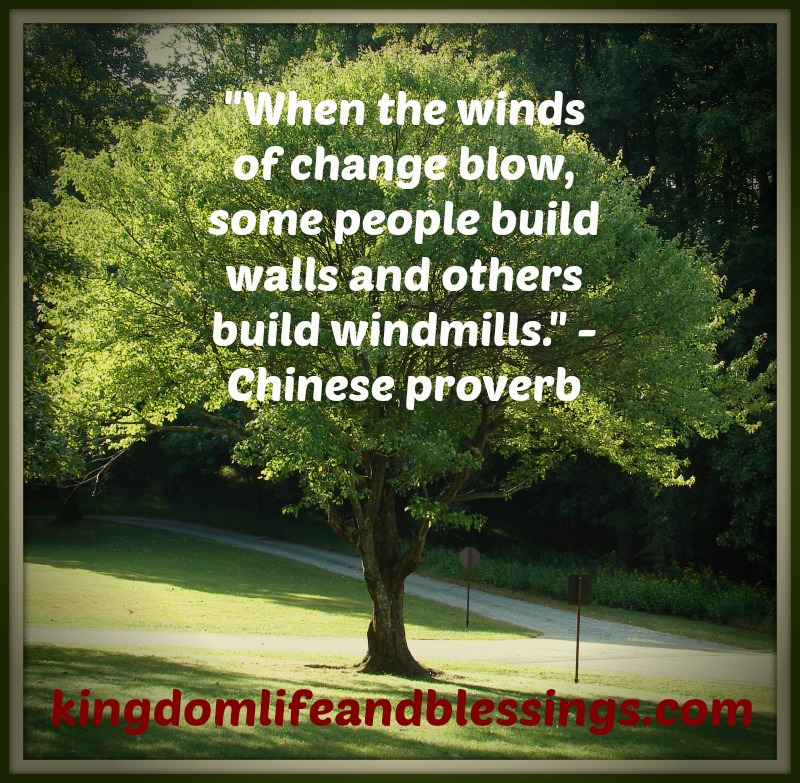 "When the winds
of change blow,
some people build
walls and others
build windmills." -
Chinese proverb
kingdomlifeandblessings.com